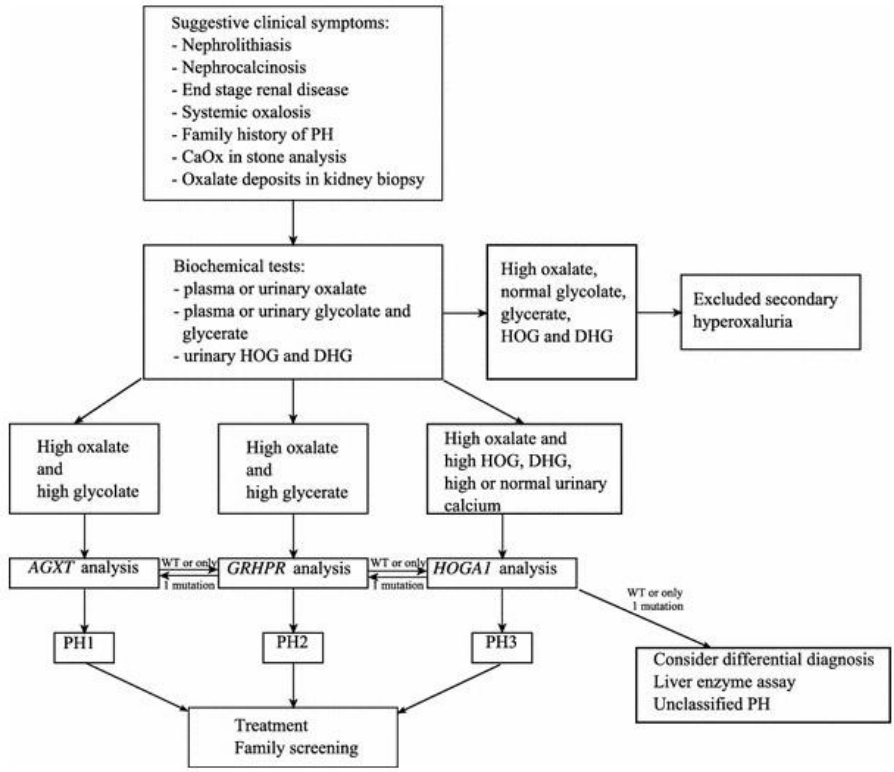 Suggestive clinical symptoms:
- Nephrolithiasis
- Nephrocalcinosis
- End stage renal disease
- Systemic oxalosis
- Family history of PH
- CaOx in stone analysis
- Oxalate deposits in kidney biopsy
Biochemical tests:
- plasma or urinary oxalate
- plasma or urinary glycolate and
glycerate
- urinary HOG and DHG
High oxalate,
normal glycolate,
glycerate,
HOG and DHG
Excluded secondary
hyperoxaluria
High oxalate
and
high glycolate
High oxalate
and
high glycerate
High oxalate and
high HOG, DHG,
high or normal urinary
calcium
AGXT analysis
WT or only
1 mutation
GRHPR analysis
WT or only
1 mutation
HOGA1 analysis
WT or only
1 mutation
PH1
PH2
PH3
Consider differential diagnosis
Liver enzyme assay
Unclassified PH
Treatment
Family screening